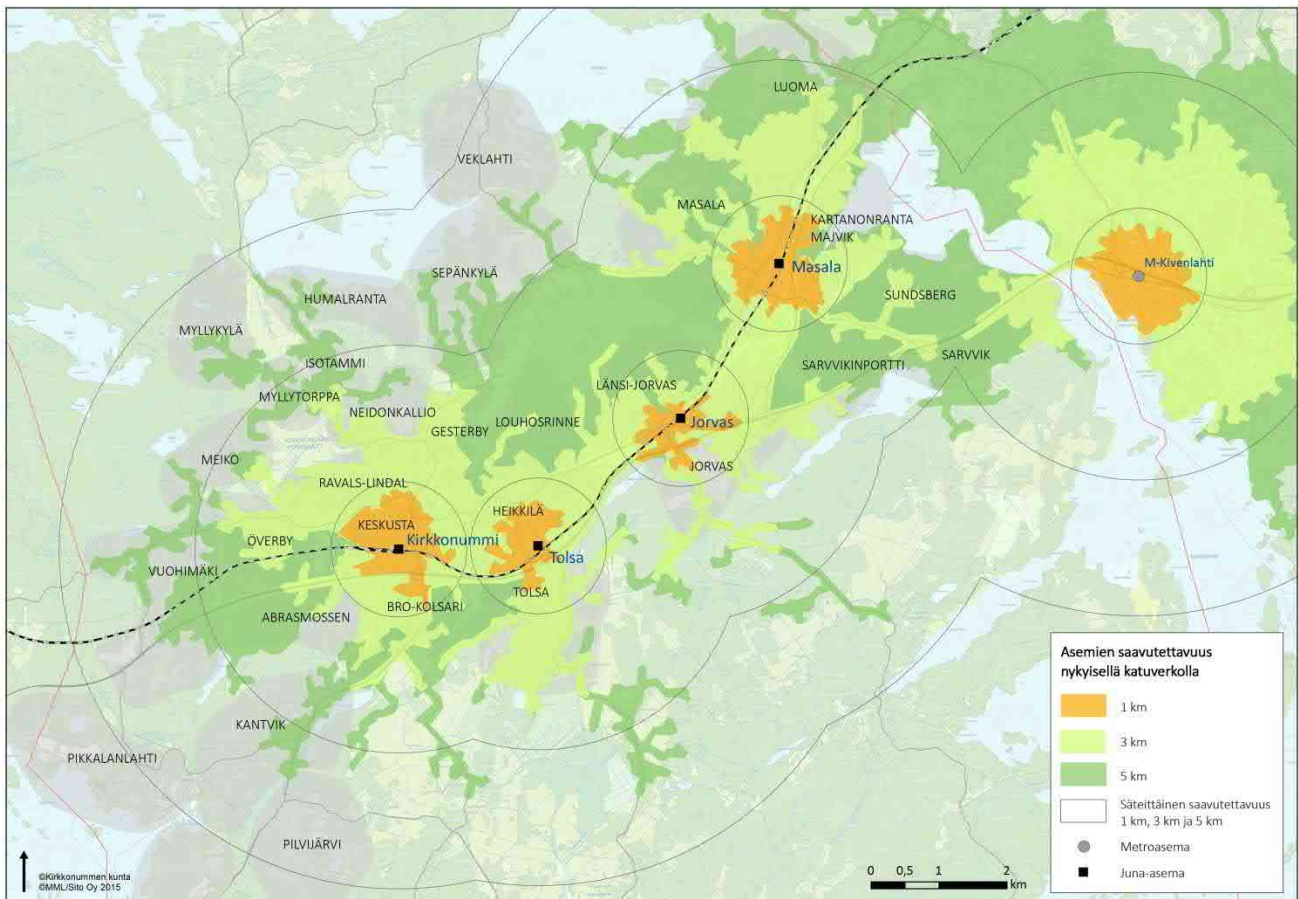 LUOMA
VEKLAHTI
MASALA
KARTANONRANTA
MAJVIK
Masala
M-Kivenlahti
SEPÄNKYLÄ
HUMALRANTA
SUNDSBERG
MYLLYKYLÄ
ISOTAMMI
SARVVIK
SARVVIKINPORTTI
LÄNSI-JORVAS
MYLLYTORPPA
NEIDONKALLIO
LOUHOSRINNE
GESTERBY
Jorvas
JORVAS
MEIKO
RAVALS-LINDAL
HEIKKILÄ
KESKUSTA
Kirkkonummi
ÖVERBY
Tolsa
VUOHIMÄKI
TOLSA
BRO-KOLSARI
ABRASMOSSEN
KANTVIK
PIKKALANLAHTI
PILVIJÄRVI
Asemien saavutettavuus
nykyisellä katuverkolla
1 km
3 km
5 km
Säteittäinen saavutettavuus
1 km, 3 km ja 5 km
Metroasema
Juna-asema
0 0,5 1 2
km
©Kirkkonummen kunta
©MML/Sito Oy 2015